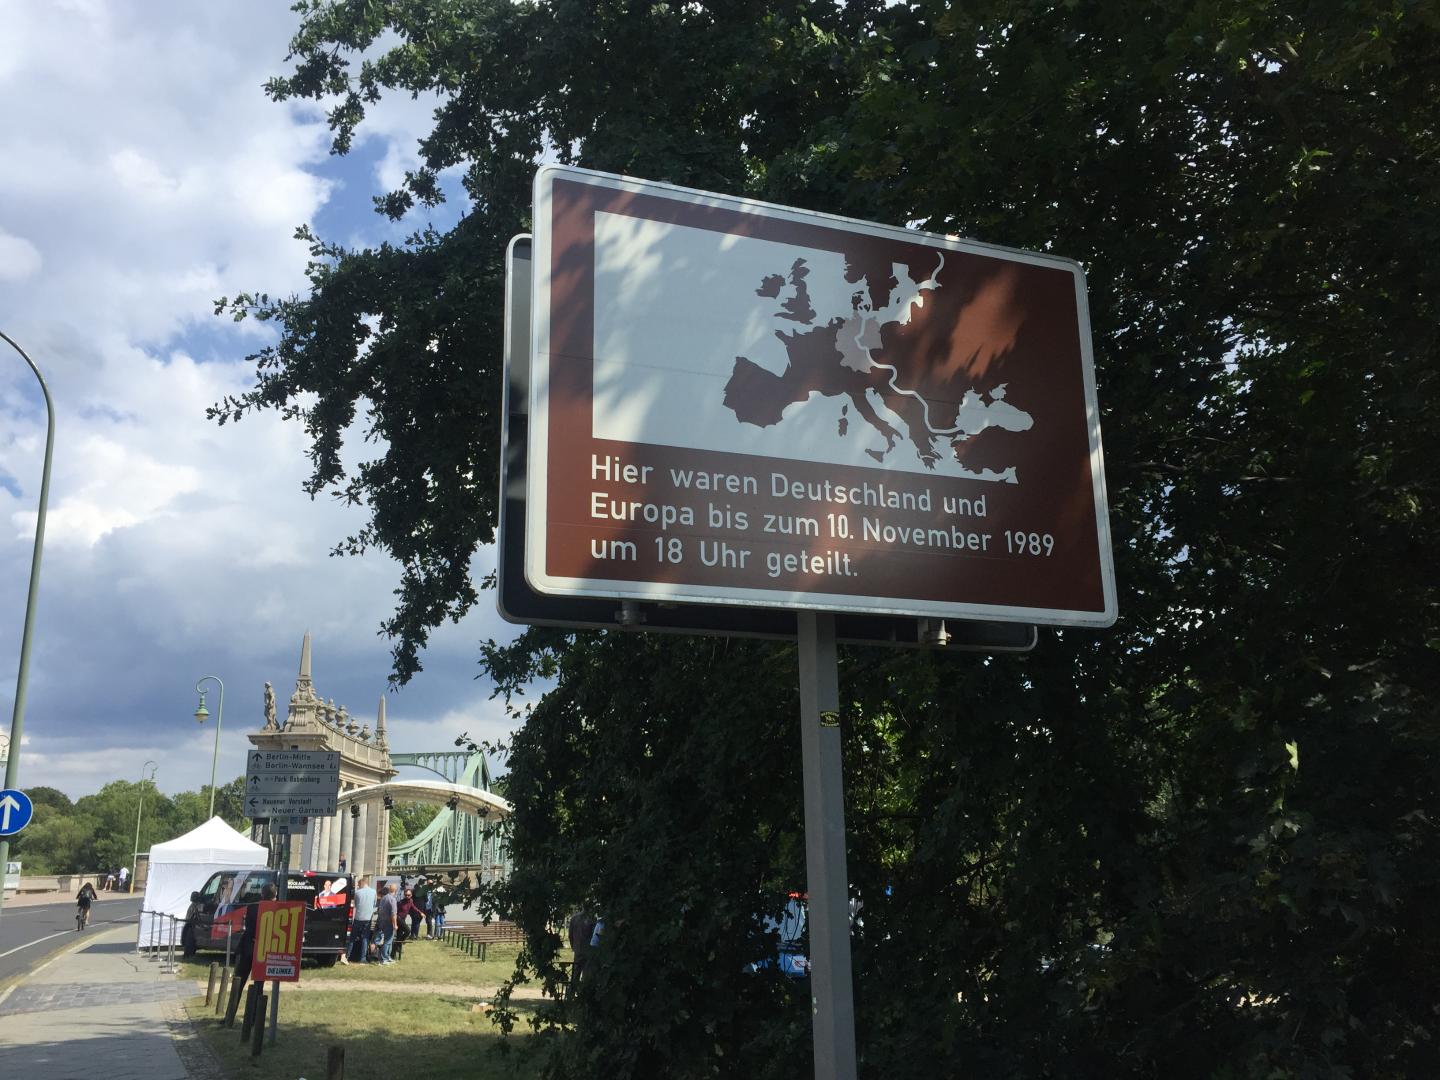 Hier waren Deutschland und
Europa bis zum 10. November 1989
um 18 Uhr geteilt.
Berlin-Mitte 27
Berlin-Wannsee
Park Babelsberg
Nauener Vorstadt
Neuer Garten
OST
DIE LINKE.